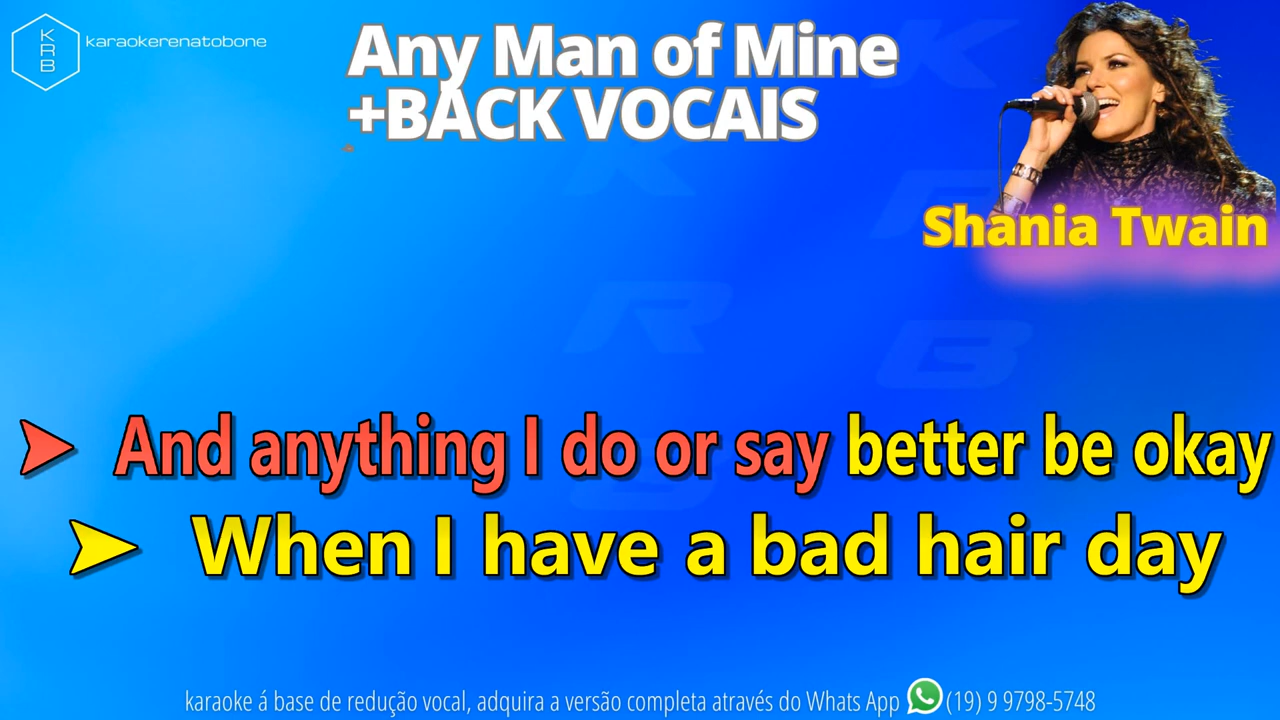 K
R
B
karaokerenatobone
Any Man of Mine
+BACK VOCAIS
Shania Twain
K
K
R
R
B
B
And anything I do or say better be okay
When I have a bad hair day
karaoke á base de redução vocal, adquira a versão completa através do Whats App (19) 9 9798-5748